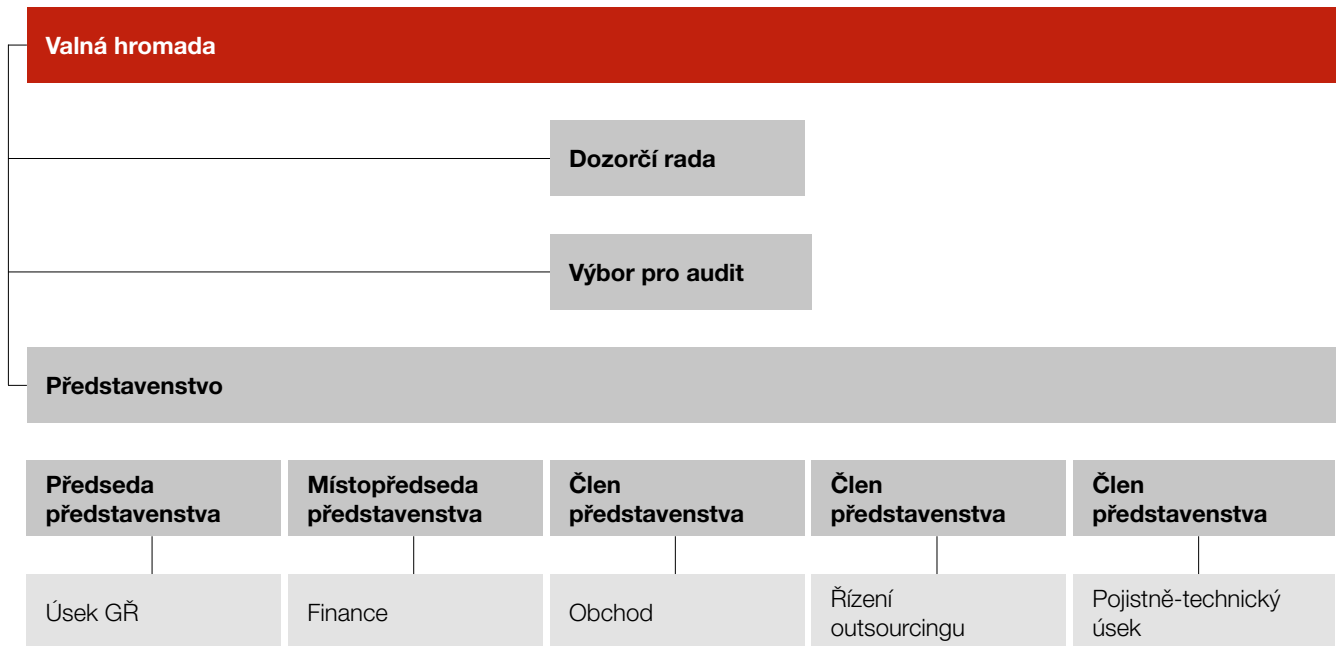 Valná hromada
Dozorčí rada
Výbor pro audit
Představenstvo
Předseda
představenstva
Místopředseda
představenstva
Člen
představenstva
Člen
představenstva
Člen
představenstva
Úsek GŘ
Finance
Obchod
Řízení
outsourcingu
Pojistně-technický
úsek